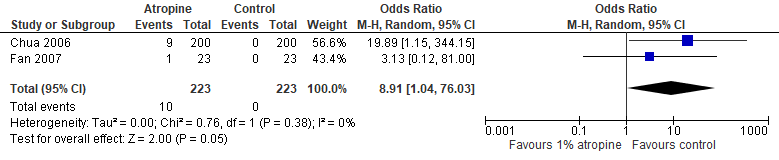 Atropine Control Odds Ratio Odds Ratio
Study or Subgroup Events Total Events Total Weight M-H, Random, 95% CI M-H, Random, 95% CI
Chua 2006 9 200 0 200 56.6% 19.89 [1.15, 344.15]
Fan 2007 1 23 0 23 43.4% 3.13 [0.12, 81.00]
Total (95% CI) 223 223 100.0% 8.91 [1.04, 76.03]
Total events 10 0
Heterogeneity: Tau² = 0.00; Chi² = 0.76, df = 1 (P = 0.38); I² = 0%
Test for overall effect: Z = 2.00 (P = 0.05)
0.001 0.1 1 10 1000
Favours 1% atropine Favours control